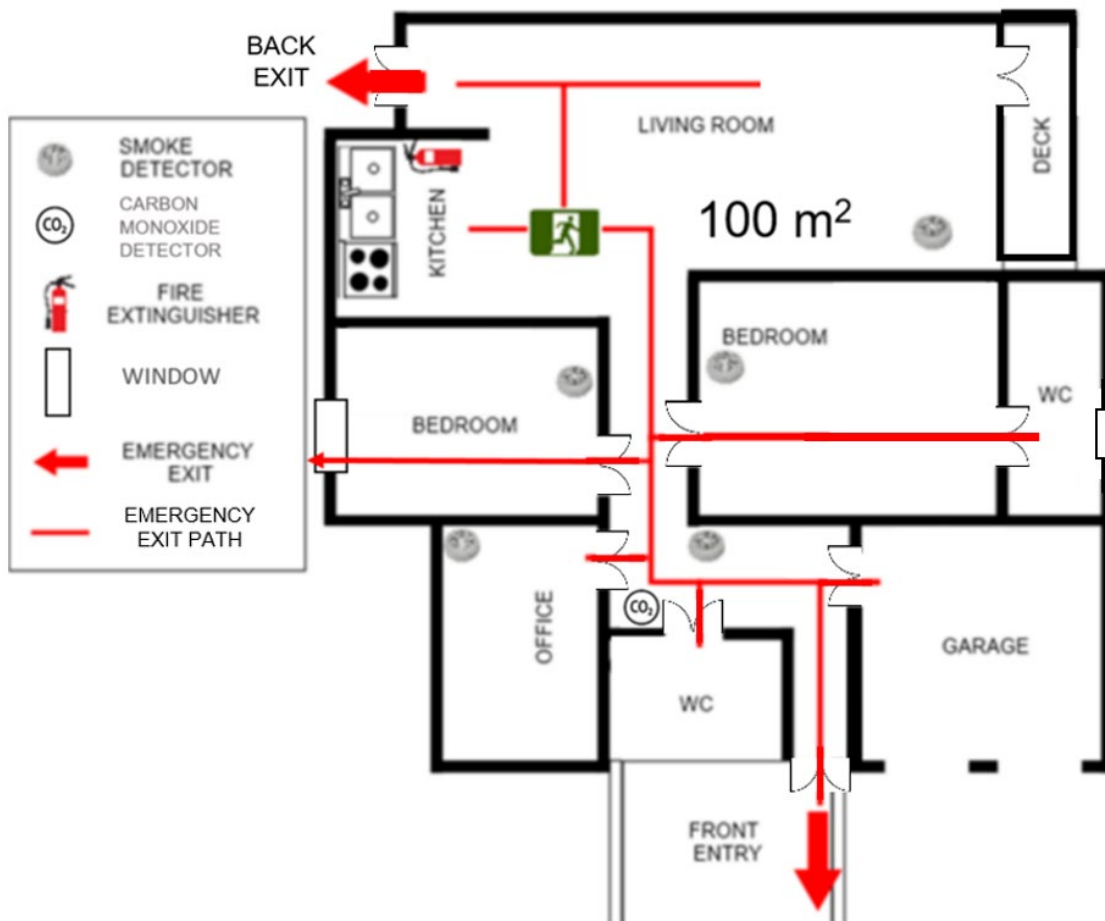 BACK
EXIT
SMOKE
DETECTOR
CO₂
CARBON
MONOXIDE
DETECTOR
FIRE
EXTINGUISHER
WINDOW
EMERGENCY
EXIT
EMERGENCY
EXIT PATH
LIVING ROOM
DECK
KITCHEN
100 m²
BEDROOM
WC
BEDROOM
OFFICE
CO₂
GARAGE
WC
FRONT
ENTRY